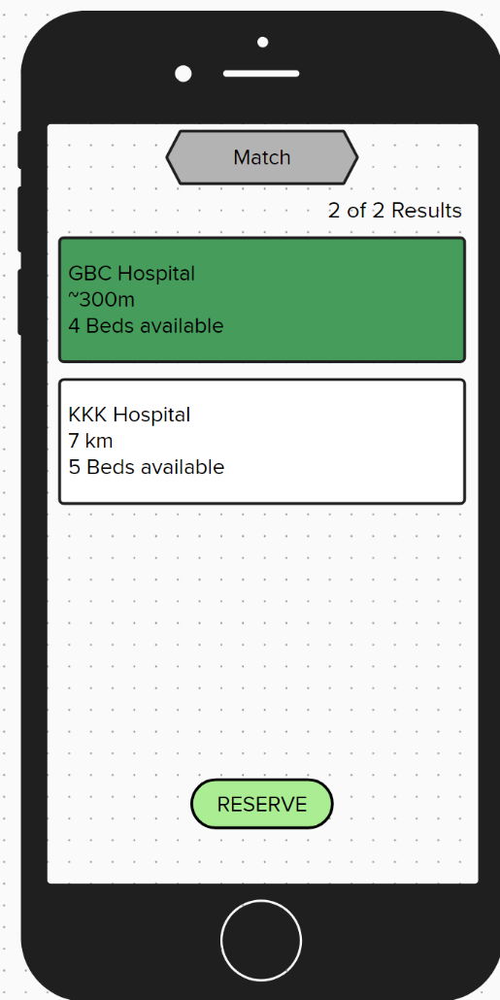 Match
2 of 2 Results
GBC Hospital
~300m
4 Beds available
KKK Hospital
7 km
5 Beds available
RESERVE